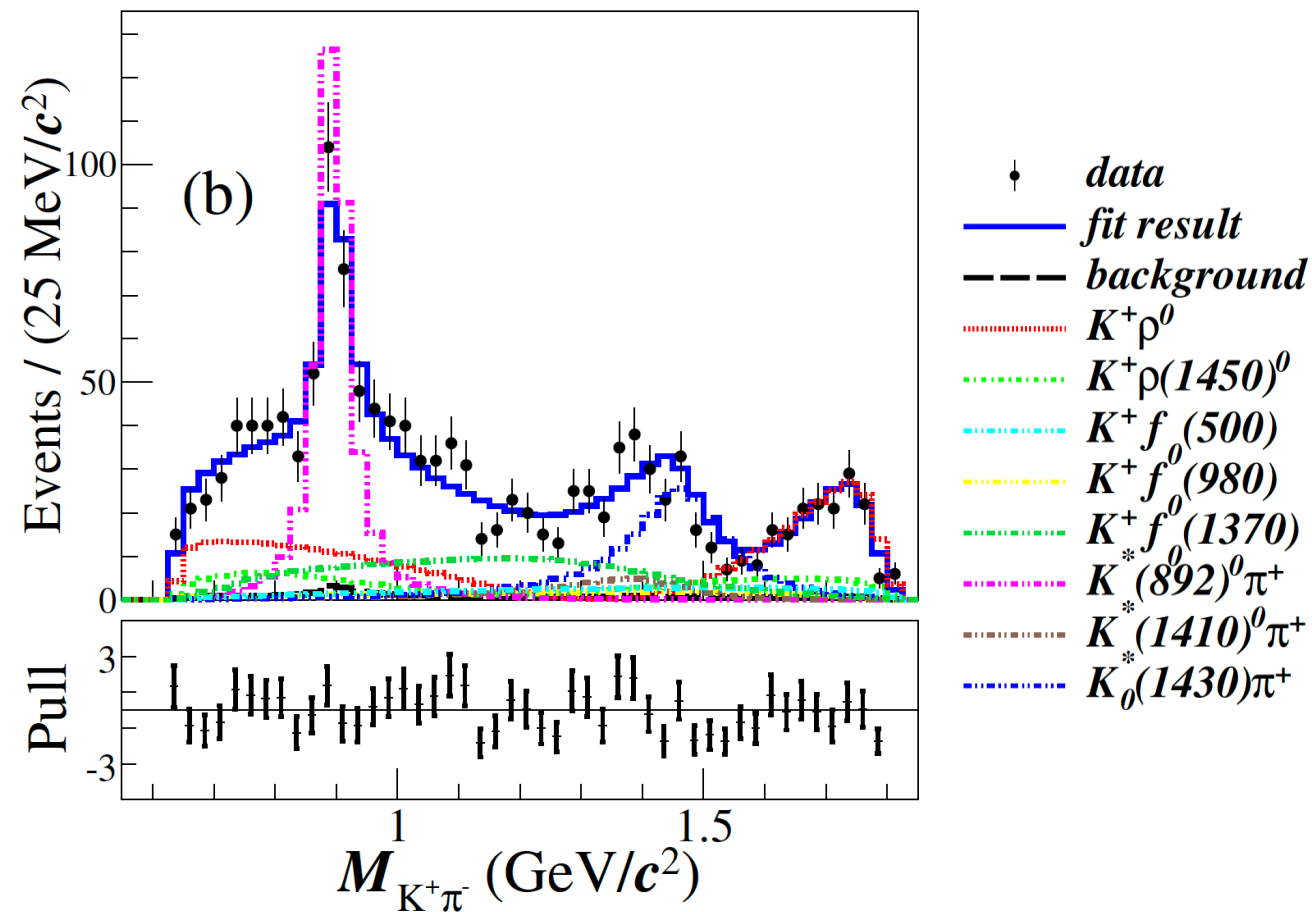 (b)
Events / (25 MeV/c²)
100
50
0
data
fit result
background
K⁺ρ⁰
K⁺ρ(1450)⁰
K⁺f₀(500)
K⁺f₀(980)
K⁺f₀(1370)
K*(892)⁰π⁺
K*(1410)⁰π⁺
K*₀(1430)π⁺
Pull
3
-3
1
1.5
M_K⁺π⁻ (GeV/c²)